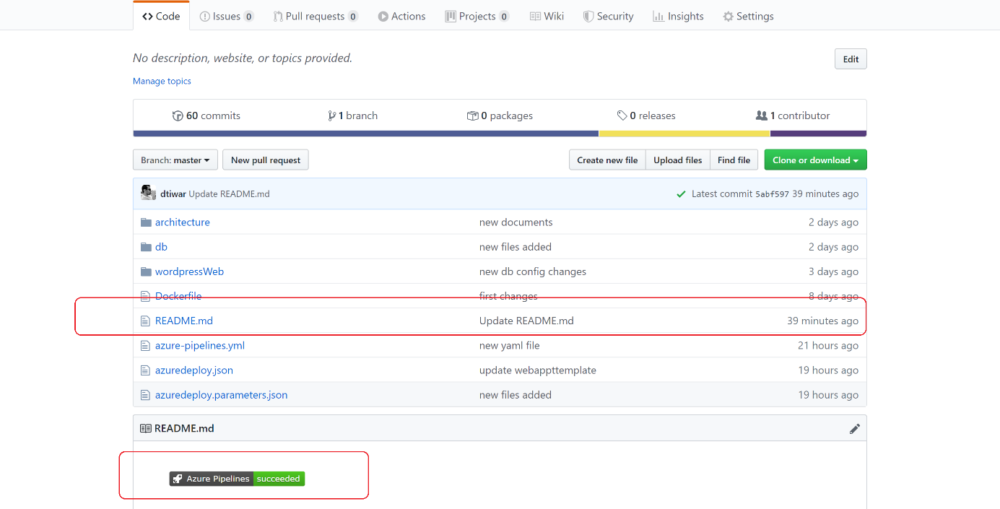 Code Issues 0 Pull requests 0 Actions Projects 0 Wiki Security Insights Settings
No description, website, or topics provided. Edit
Manage topics
60 commits 1 branch 0 packages 0 releases 1 contributor
Branch: master New pull request Create new file Upload files Find file Clone or download
dtiwar Update README.md Latest commit 5abf597 39 minutes ago
architecture new documents 2 days ago
db new files added 2 days ago
wordpressWeb new db config changes 3 days ago
Dockerfile first changes 8 days ago
README.md Update README.md 39 minutes ago
azure-pipelines.yml new yaml file 21 hours ago
azuredeploy.json update webappttemplate 19 hours ago
azuredeploy.parameters.json new files added 19 hours ago
README.md
Azure Pipelines succeeded